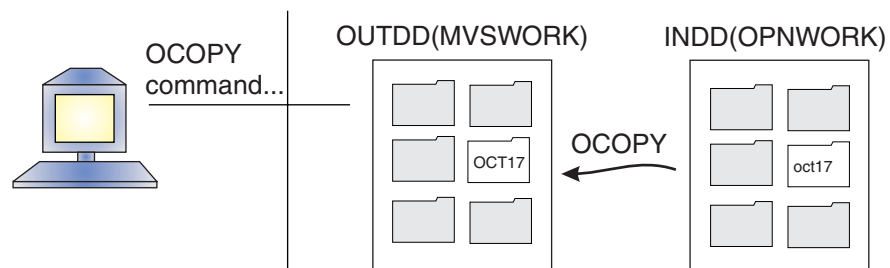 OCOPY
command...
OUTDD(MVSWORK)
INDD(OPNWORK)
OCT17
OCOPY
oct17